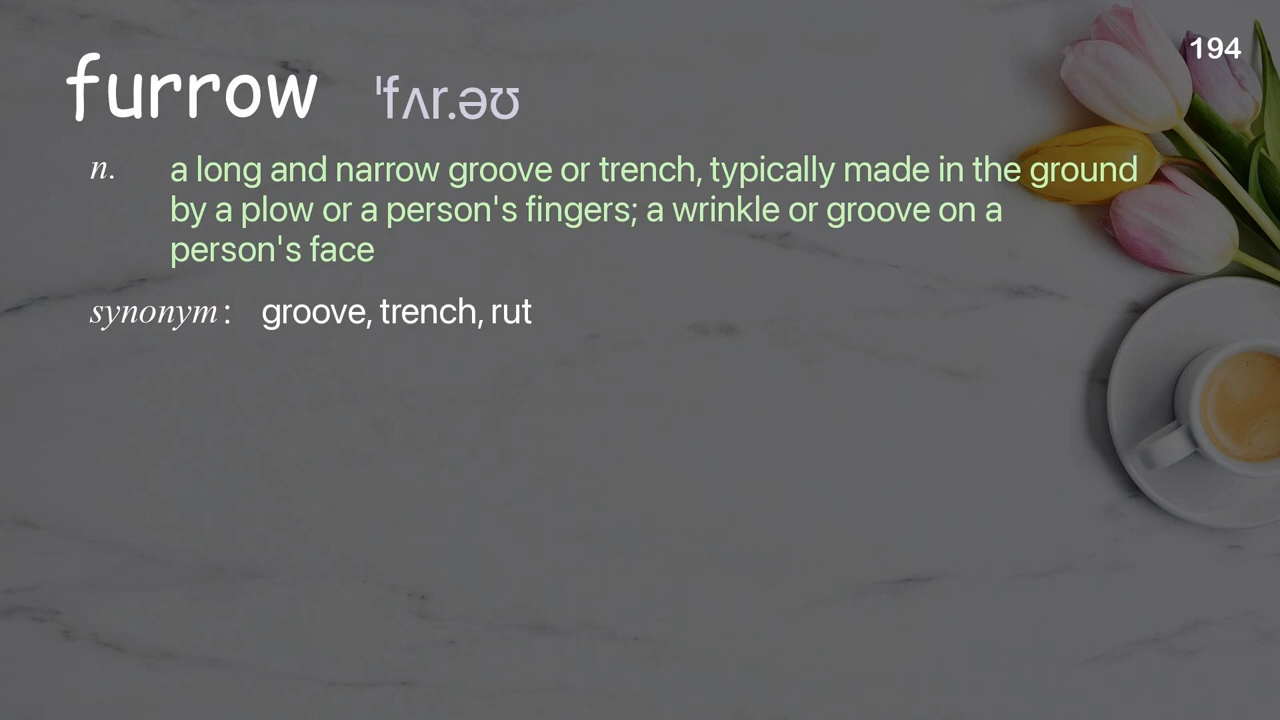 194
furrow ˈfʌr.əʊ
n. a long and narrow groove or trench, typically made in the ground
by a plow or a person's fingers; a wrinkle or groove on a
person's face
synonym: groove, trench, rut